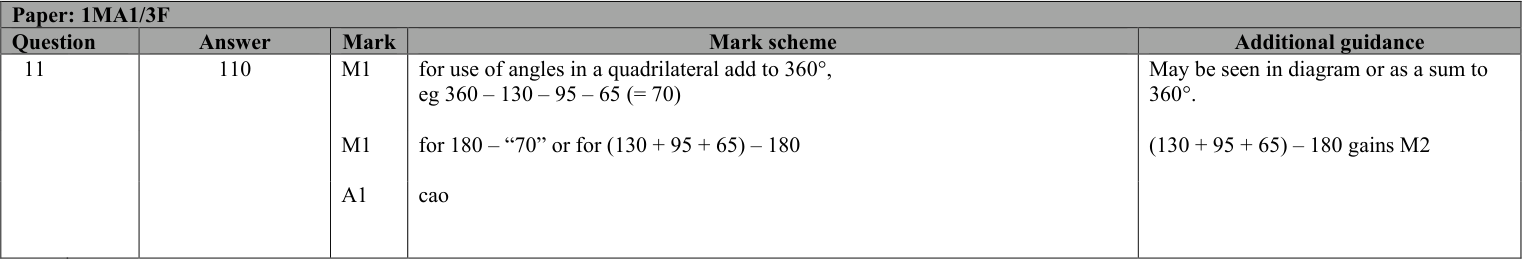 Paper: 1MA1/3F
Question Answer Mark Mark scheme Additional guidance
11 110 M1 for use of angles in a quadrilateral add to 360°, May be seen in diagram or as a sum to
eg 360 – 130 – 95 – 65 (= 70) 360°.
M1 for 180 – “70” or for (130 + 95 + 65) – 180 (130 + 95 + 65) – 180 gains M2
A1 cao